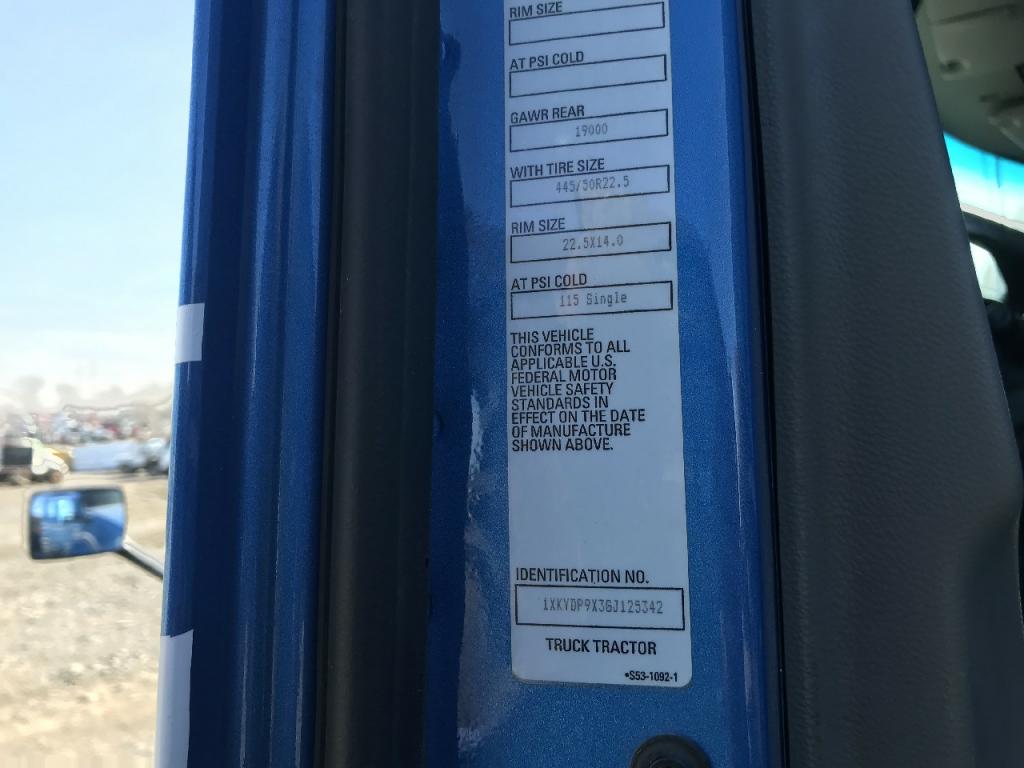 RIM SIZE
AT PSI COLD
GAWR REAR
19000
WITH TIRE SIZE
445/50R22.5
RIM SIZE
22.5X14.0
AT PSI COLD
115 Single
THIS VEHICLE
CONFORMS TO ALL
APPLICABLE U.S.
FEDERAL MOTOR
VEHICLE SAFETY
STANDARDS IN
EFFECT ON THE DATE
OF MANUFACTURE
SHOWN ABOVE.
IDENTIFICATION NO.
1XKYDP9X3GJ125342
TRUCK TRACTOR
•S53-1092-1